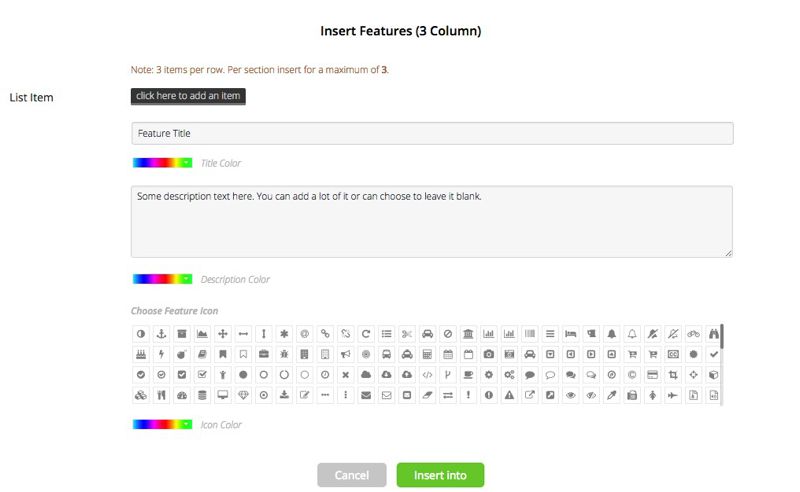 Insert Features (3 Column)
Note: 3 items per row. Per section insert for a maximum of 3.
List Item
click here to add an item
Feature Title
Title Color
Some description text here. You can add a lot of it or can choose to leave it blank.
Description Color
Choose Feature Icon
Icon Color
Cancel
Insert into